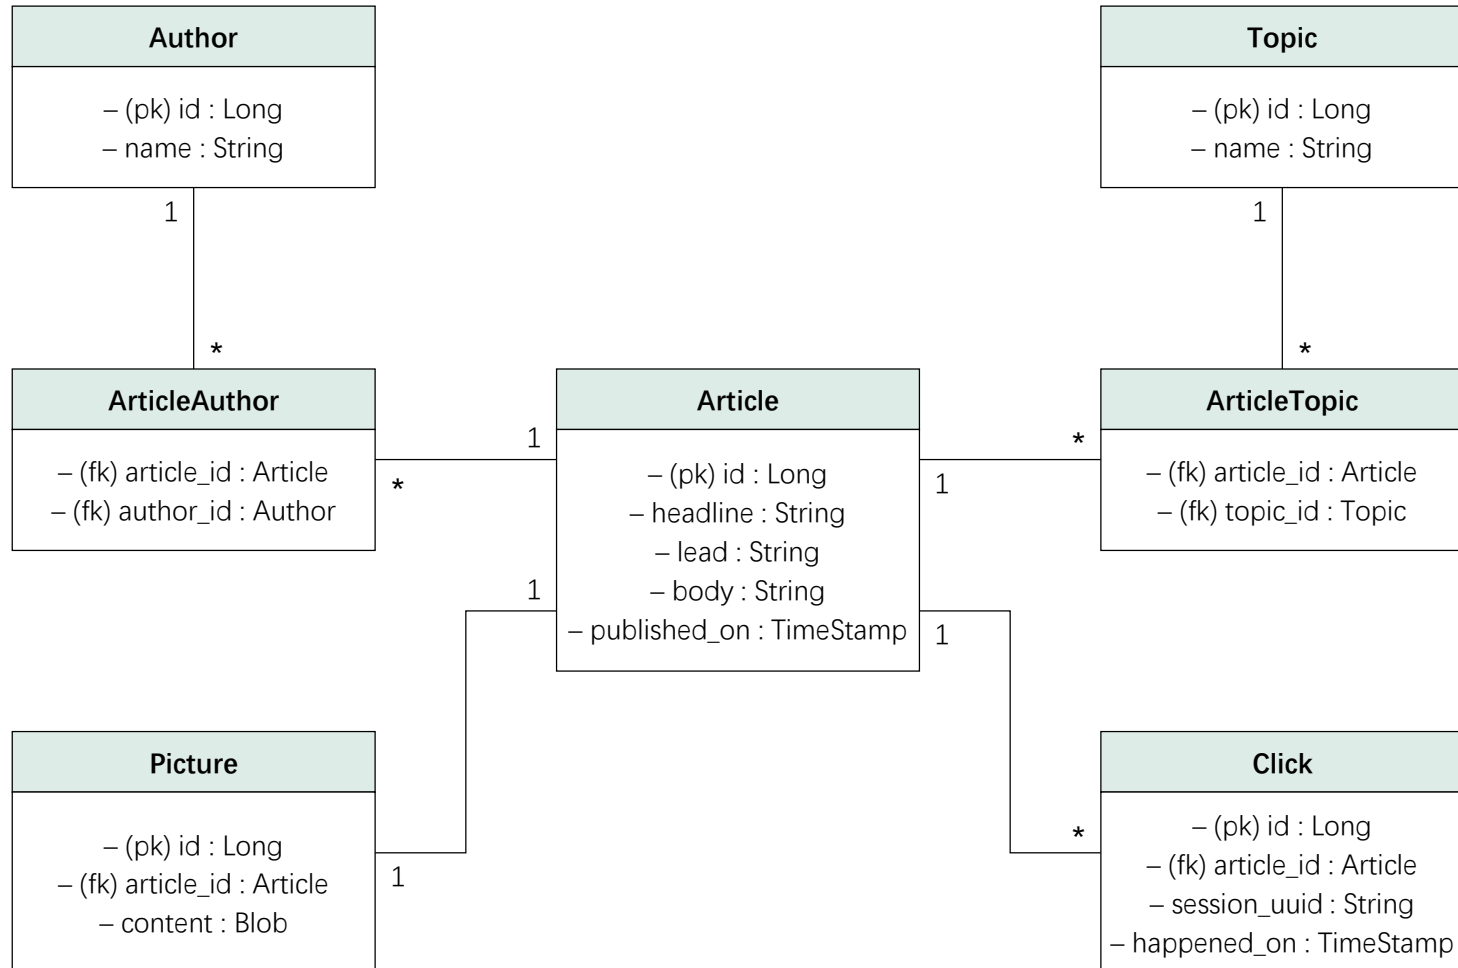 Author
– (pk) id : Long
– name : String
1
*
Topic
– (pk) id : Long
– name : String
1
*
ArticleAuthor
– (fk) article_id : Article
– (fk) author_id : Author
*
1
Article
– (pk) id : Long
– headline : String
– lead : String
– body : String
– published_on : TimeStamp
1
*
ArticleTopic
– (fk) article_id : Article
– (fk) topic_id : Topic
1
1
Picture
– (pk) id : Long
– (fk) article_id : Article
– content : Blob
1
*
Click
– (pk) id : Long
– (fk) article_id : Article
– session_uuid : String
– happened_on : TimeStamp